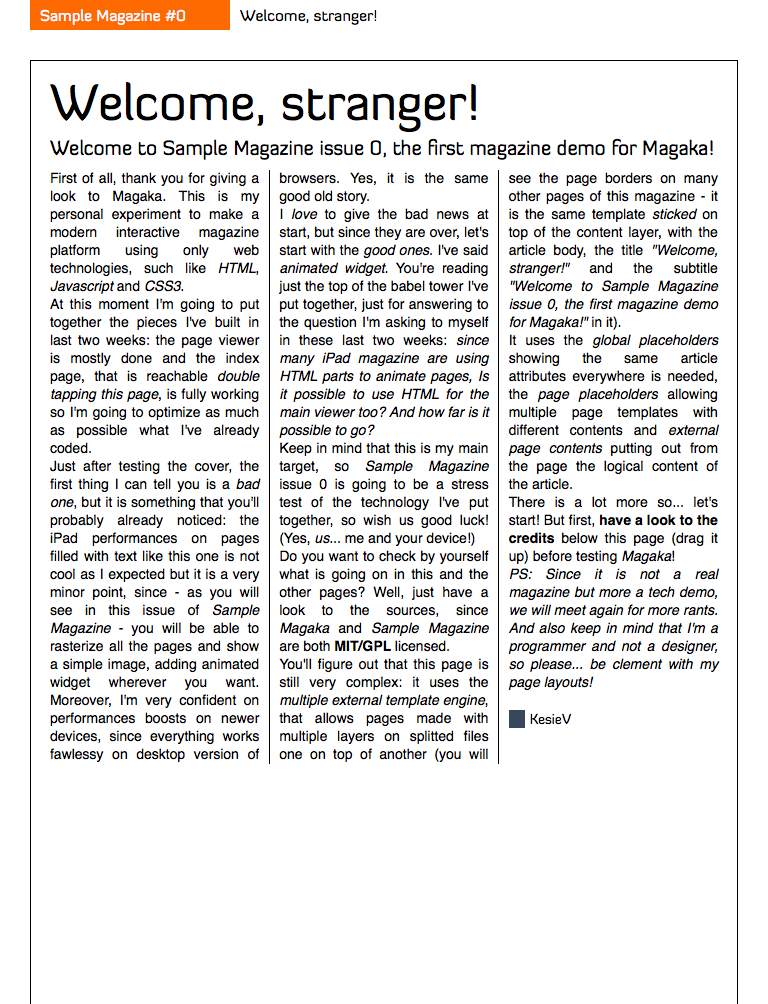 Sample Magazine #0
Welcome, stranger!
Welcome, stranger!
Welcome to Sample Magazine issue 0, the first magazine demo for Magaka!
First of all, thank you for giving a
look to Magaka. This is my
personal experiment to make a
modern interactive magazine
platform using only web
technologies, such like HTML,
Javascript and CSS3.
At this moment I'm going to put
together the pieces I've built in
last two weeks: the page viewer
is mostly done and the index
page, that is reachable double
tapping this page, is fully working
so I'm going to optimize as much
as possible what I've already
coded.
Just after testing the cover, the
first thing I can tell you is a bad
one, but it is something that you'll
probably already noticed: the
iPad performances on pages
filled with text like this one is not
cool as I expected but it is a very
minor point, since - as you will
see in this issue of Sample
Magazine - you will be able to
rasterize all the pages and show
a simple image, adding animated
widget wherever you want.
Moreover, I'm very confident on
performances boosts on newer
devices, since everything works
fawlessy on desktop version of
browsers. Yes, it is the same
good old story.
I love to give the bad news at
start, but since they are over, let's
start with the good ones. I've said
animated widget. You're reading
just the top of the babel tower I've
put together, just for answering to
the question I'm asking to myself
in these last two weeks: since
many iPad magazine are using
HTML parts to animate pages, Is
it possible to use HTML for the
main viewer too? And how far is it
possible to go?
Keep in mind that this is my main
target, so Sample Magazine
issue 0 is going to be a stress
test of the technology I've put
together, so wish us good luck!
(Yes, us... me and your device!)
Do you want to check by yourself
what is going on in this and the
other pages? Well, just have a
look to the sources, since
Magaka and Sample Magazine
are both MIT/GPL licensed.
You'll figure out that this page is
still very complex: it uses the
multiple external template engine,
that allows pages made with
multiple layers on splitted files
one on top of another (you will
see the page borders on many
other pages of this magazine - it
is the same template sticked on
top of the content layer, with the
article body, the title "Welcome,
stranger!" and the subtitle
"Welcome to Sample Magazine
issue 0, the first magazine demo
for Magaka!" in it).
It uses the global placeholders
showing the same article
attributes everywhere is needed,
the page placeholders allowing
multiple page templates with
different contents and external
page contents putting out from
the page the logical content of
the article.
There is a lot more so... let's
start! But first, have a look to the
credits below this page (drag it
up) before testing Magaka!
PS: Since it is not a real
magazine but more a tech demo,
we will meet again for more rants.
And also keep in mind that I'm a
programmer and not a designer,
so please... be clement with my
page layouts!
KesieV